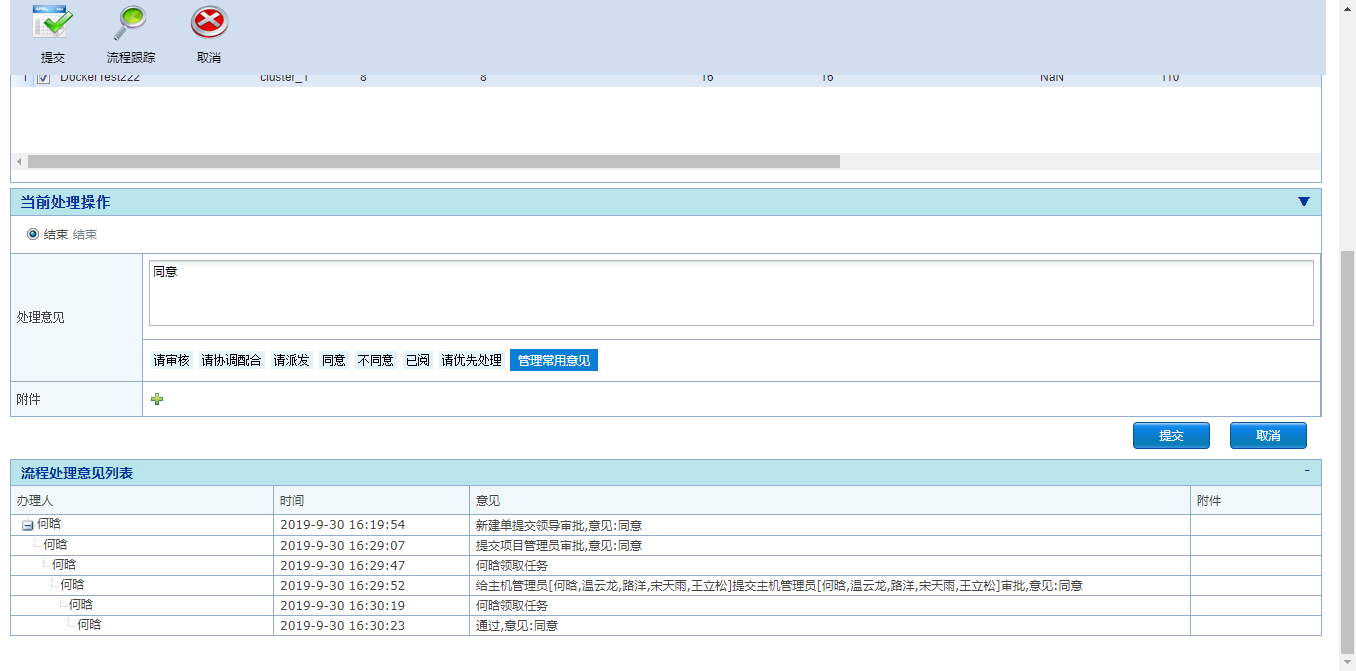 提交 流程跟踪 取消
1 DockerTest222 cluster_1 8 8 16 16 NaN 110
当前处理操作
结束 结束
处理意见
同意
请审核 请协调配合 请派发 同意 不同意 已阅 请优先处理 管理常用意见
附件
提交 取消
流程处理意见列表 -
办理人 时间 意见 附件
何晗 2019-9-30 16:19:54 新建单提交领导审批,意见:同意
何晗 2019-9-30 16:29:07 提交项目管理员审批,意见:同意
何晗 2019-9-30 16:29:47 何晗领取任务
何晗 2019-9-30 16:29:52 给主机管理员[何晗,温云龙,路洋,宋天雨,王立松]提交主机管理员[何晗,温云龙,路洋,宋天雨,王立松]审批,意见:同意
何晗 2019-9-30 16:30:19 何晗领取任务
何晗 2019-9-30 16:30:23 通过,意见:同意